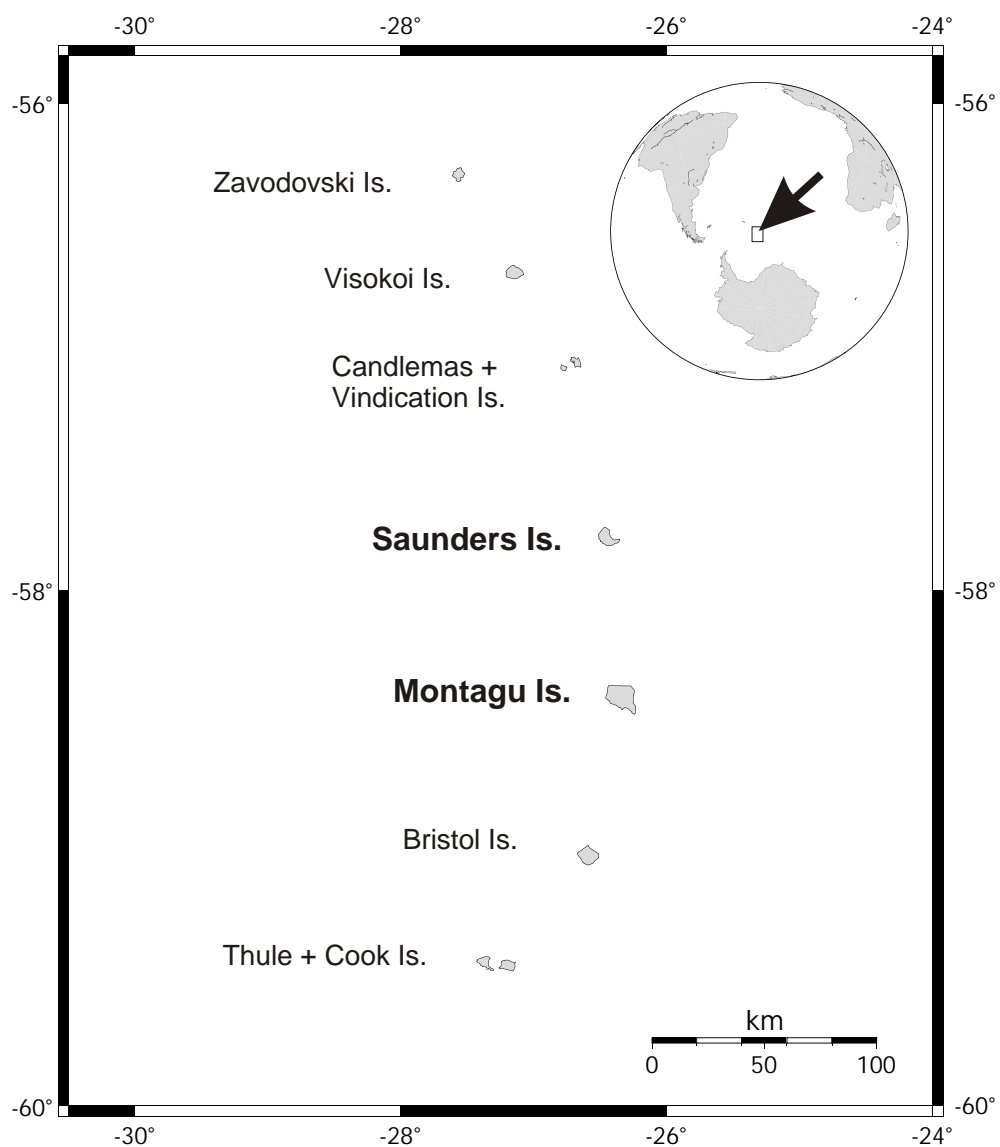 -30° -28° -26° -24°
-56° -56°
Zavodovski Is.
Visokoi Is.
Candlemas +
Vindication Is.
Saunders Is.
-58° -58°
Montagu Is.
Bristol Is.
Thule + Cook Is.
km
0 50 100
-60° -60°
-30° -28° -26° -24°